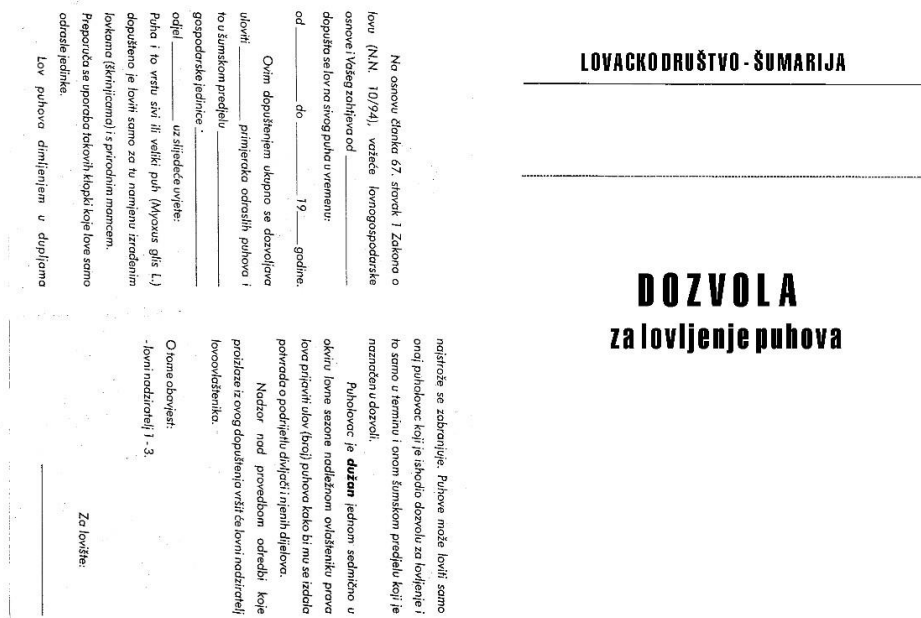 LOVACKO DRUŠTVO - ŠUMARIJA
DOZVOLA
za lovljenje puhova
Na osnovu članka 67. stavak 1 Zakona o
lovu (N.N. 10/94), važeće lovnogospodarske
osnove i Vašeg zahtjeva od
dopušta se lov na sivog puha u vremenu:
od do 19 godine.
Ovim dopuštenjem ukupno se dozvoljava
uloviti primjeraka odraslih puhova i
to u šumskom predjelu
gospodarske jedinice
odjel uz slijedeće uvjete:
Puha i to vrstu sivi ili veliki puh (Myoxus glis L.)
dopušteno je loviti samo za tu namjenu izrađenim
lovkama (škrinjicama) i s prirodnim mamcem.
Preporuča se uporaba takovih klopki koje love samo
odrasle jedinke.
Lov puhova dimljenjem u dupljama
najstrože se zabranjuje. Puhove može loviti samo
onaj puholovac koji je ishodio dozvolu za lovljenje i
to samo u terminu i onom šumskom predjelu koji je
naznačen u dozvoli.
Puholovac je dužan jednom sedmično u
okviru lovne sezone nadležnom ovlašteniku prava
lova prijaviti ulov (broj) puhova kako bi mu se izdala
potvrda o podrijetlu divljači i njenih dijelova.
Nadzor nad provedbom odredbi koje
proizlaze iz ovog dopuštenja vršit će lovni nadziratelj
lovoovlaštenika.
O tome obavjest:
- lovni nadziratelj 1 - 3.
Za lovište: